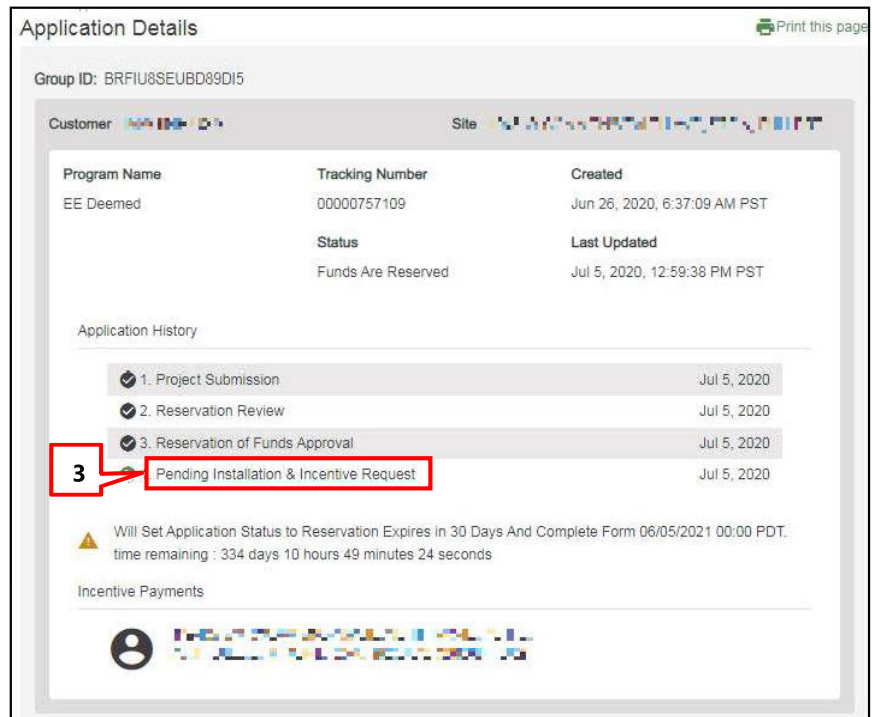 Application Details
Print this page
Group ID: BRFIU8SEUBD89DI5
Customer
Site
Program Name
Tracking Number
Created
EE Deemed
00000757109
Jun 26, 2020, 6:37:09 AM PST
Status
Last Updated
Funds Are Reserved
Jul 5, 2020, 12:59:38 PM PST
Application History
1. Project Submission
Jul 5, 2020
2. Reservation Review
Jul 5, 2020
3. Reservation of Funds Approval
Jul 5, 2020
3
. Pending Installation & Incentive Request
Jul 5, 2020
Will Set Application Status to Reservation Expires in 30 Days And Complete Form 06/05/2021 00:00 PDT.
time remaining : 334 days 10 hours 49 minutes 24 seconds
Incentive Payments